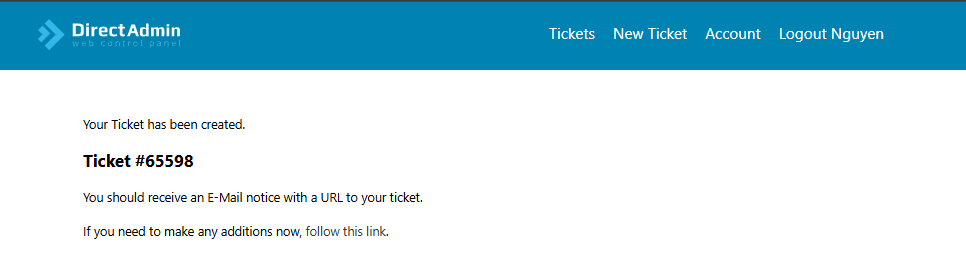 DirectAdmin
web control panel
Tickets New Ticket Account Logout Nguyen
Your Ticket has been created.
Ticket #65598
You should receive an E-Mail notice with a URL to your ticket.
If you need to make any additions now, follow this link.